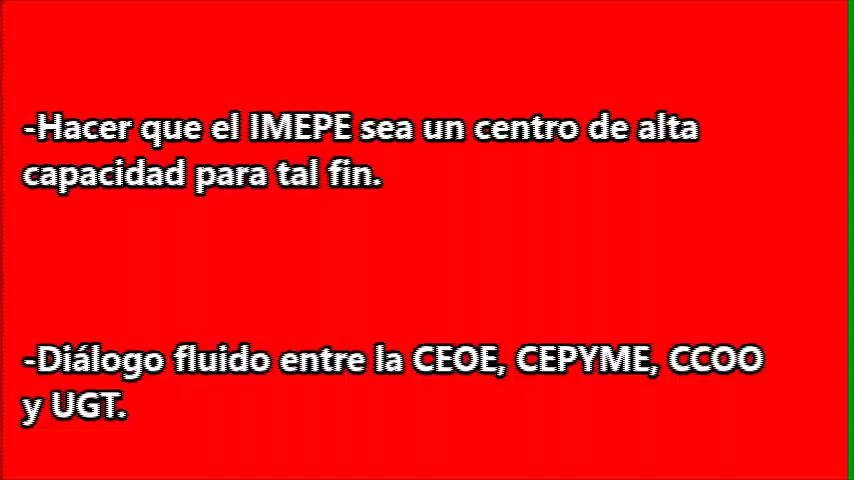 -Hacer que el IMEPE sea un centro de alta
capacidad para tal fin.
-Diálogo fluido entre la CEOE, CEPYME, CCOO
y UGT.